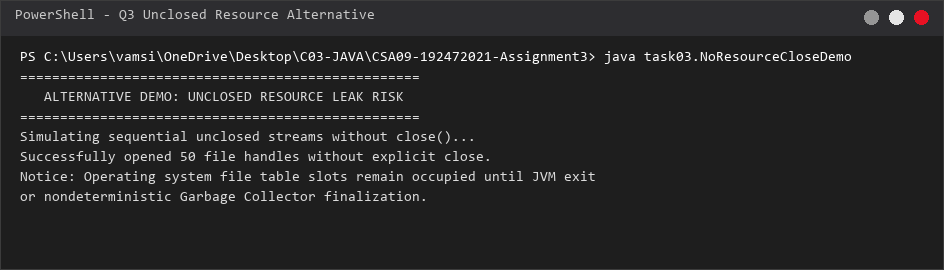 PowerShell - Q3 Unclosed Resource Alternative
PS C:\Users\vamsi\OneDrive\Desktop\C03-JAVA\CSA09-192472021-Assignment3> java task03.NoResourceCloseDemo
==================================================
ALTERNATIVE DEMO: UNCLOSED RESOURCE LEAK RISK
==================================================
Simulating sequential unclosed streams without close()...
Successfully opened 50 file handles without explicit close.
Notice: Operating system file table slots remain occupied until JVM exit
or nondeterministic Garbage Collector finalization.